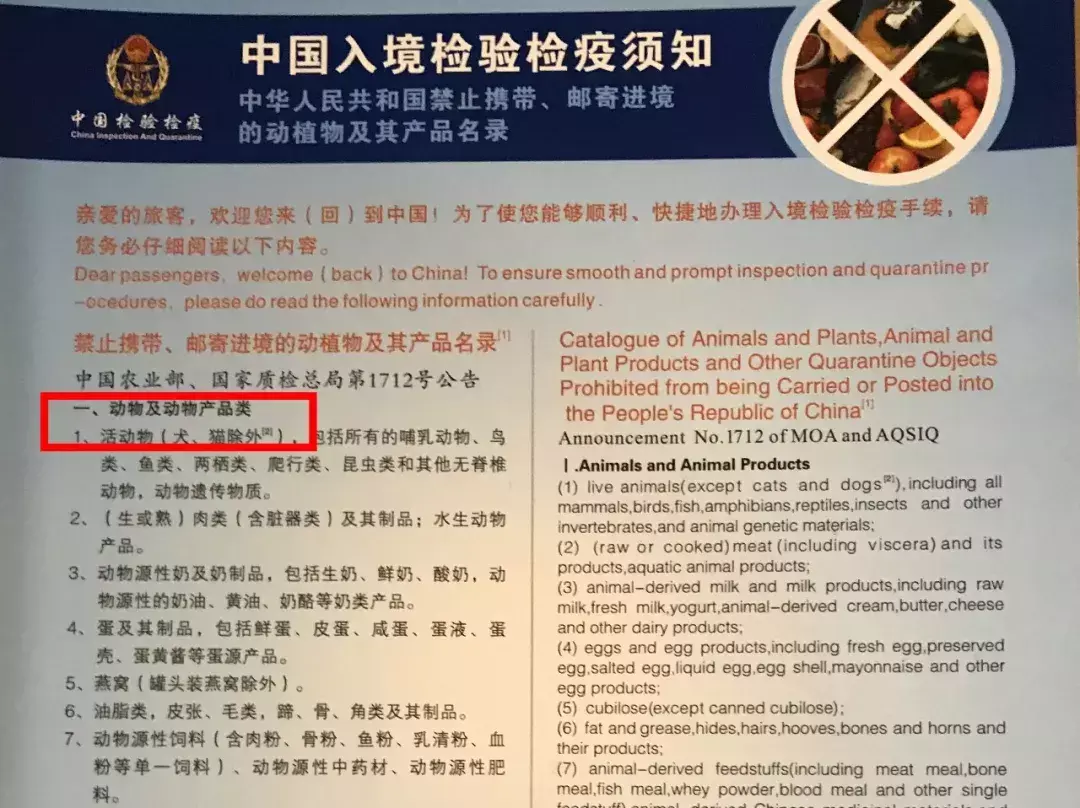 中国检验检疫
China Inspection And Quarantine
中国入境检验检疫须知
中华人民共和国禁止携带、邮寄进境
的动植物及其产品名录
亲爱的旅客，欢迎您来（回）到中国！为了使您能够顺利、快捷地办理入境检验检疫手续，请
您务必仔细阅读以下内容。
Dear passengers, welcome (back) to China! To ensure smooth and prompt inspection and quarantine pr
-ocedures, please do read the following information carefully.
禁止携带、邮寄进境的动植物及其产品名录[1]
中国农业部、国家质检总局第1712号公告
一、动物及动物产品类
1、活动物（犬、猫除外[2]），包括所有的哺乳动物、鸟
类、鱼类、两栖类、爬行类、昆虫类和其他无脊椎
动物，动物遗传物质。
2、（生或熟）肉类（含脏器类）及其制品；水生动物
产品。
3、动物源性奶及奶制品，包括生奶、鲜奶、酸奶，动
物源性的奶油、黄油、奶酪等奶类产品。
4、蛋及其制品，包括鲜蛋、皮蛋、咸蛋、蛋液、蛋
壳、蛋黄酱等蛋源产品。
5、燕窝（罐头装燕窝除外）。
6、油脂类，皮张、毛类，蹄、骨、角类及其制品。
7、动物源性饲料（含肉粉、骨粉、鱼粉、乳清粉、血
粉等单一饲料）、动物源性中药材、动物源性肥
料。
Catalogue of Animals and Plants,Animal and
Plant Products and Other Quarantine Objects
Prohibited from being Carried or Posted into
the People's Republic of China[1]
Announcement No.1712 of MOA and AQSIQ
Ⅰ.Animals and Animal Products
(1) live animals(except cats and dogs[2]),including all
mammals,birds,fish,amphibians,reptiles,insects and other
invertebrates,and animal genetic materials;
(2) (raw or cooked)meat(including viscera)and its
products,aquatic animal products;
(3) animal-derived milk and milk products,including raw
milk,fresh milk,yogurt,animal-derived cream,butter,cheese
and other dairy products;
(4) eggs and egg products,including fresh egg,preserved
egg,salted egg,liquid egg,egg shell,mayonnaise and other
egg products;
(5) cubilose(except canned cubilose);
(6) fat and grease,hides,hairs,hooves,bones and horns and
their products;
(7) animal-derived feedstuffs(including meat meal,bone
meal,fish meal,whey powder,blood meal and other single
feedstuff),animal-derived Chinese medicinal materials and